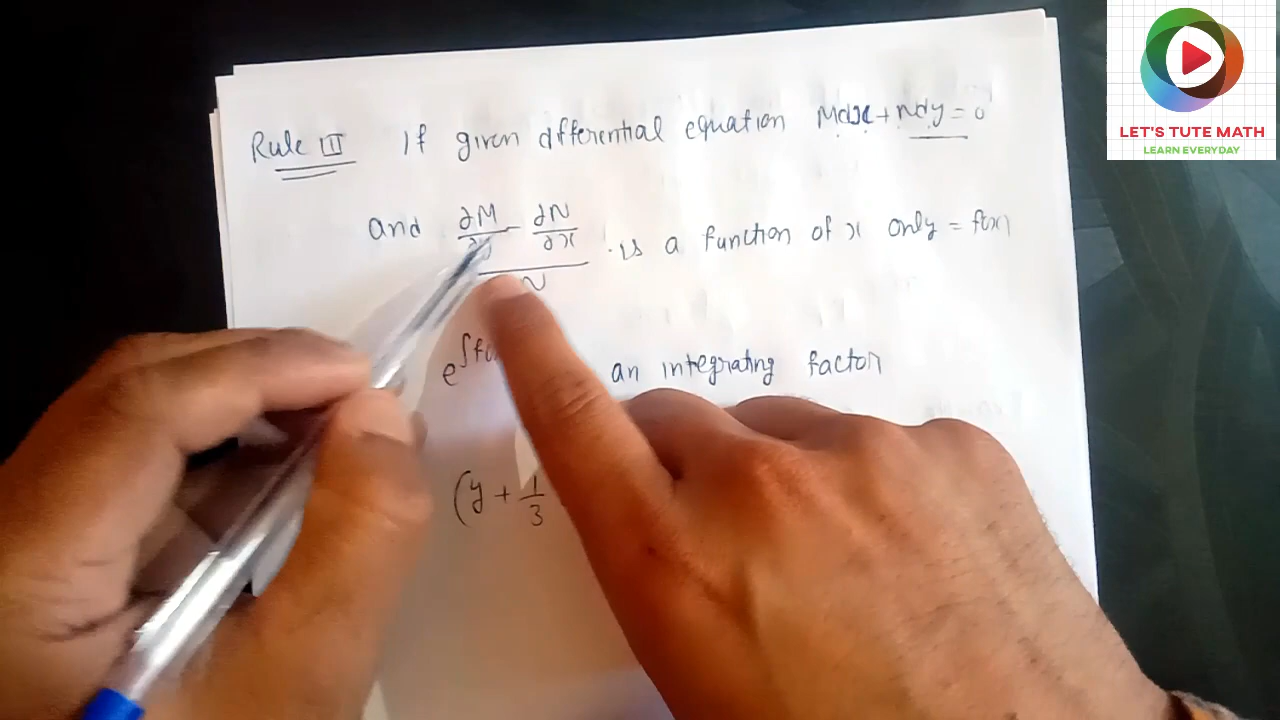 LET'S TUTE MATH
LEARN EVERYDAY
Rule III If given differential equation Mdx + Ndy = 0
and ∂M/∂y - ∂N/∂x / N is a function of x only = f(x)
e^∫f(x) an integrating factor
(y + 1/3